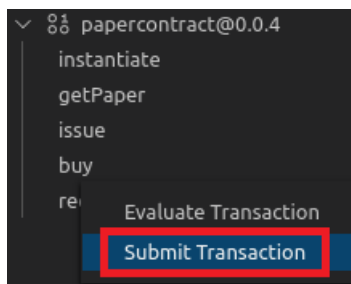 papercontract@0.0.4
instantiate
getPaper
issue
buy
Evaluate Transaction
Submit Transaction